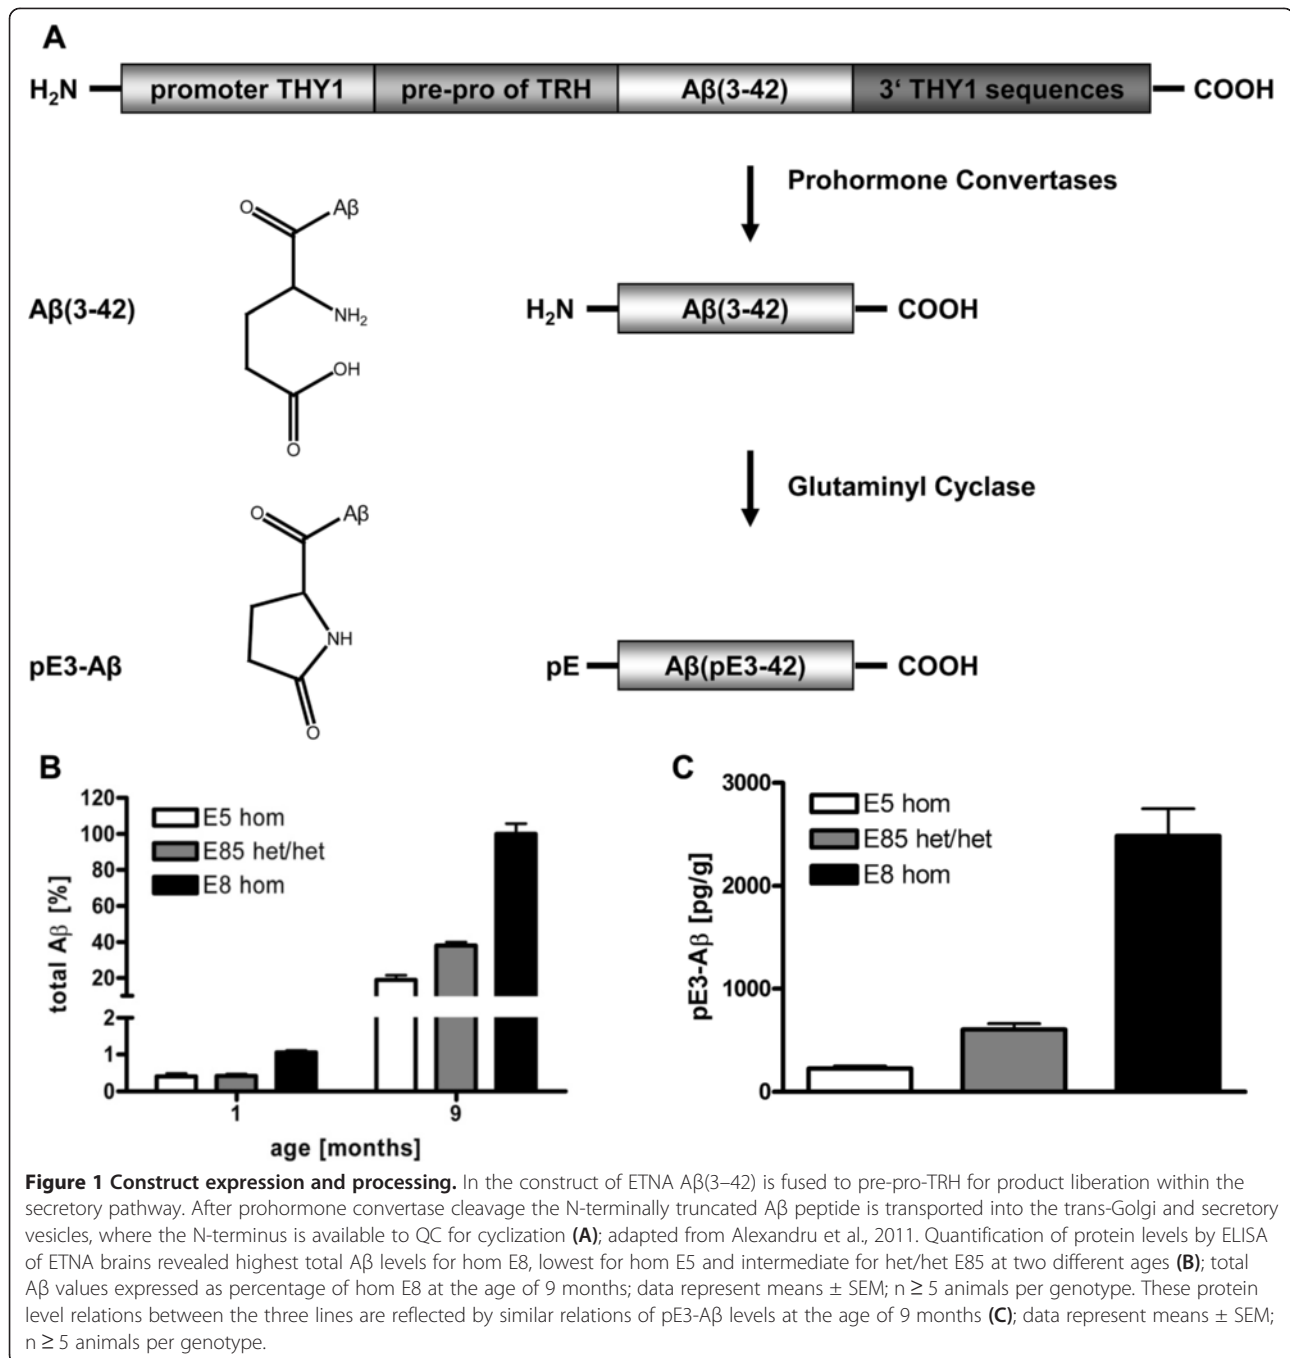 A
H₂N
promoter THY1
pre-pro of TRH
Aβ(3-42)
3‘ THY1 sequences
COOH
Prohormone Convertases
O
Aβ
Aβ(3-42)
NH₂
OH
O
H₂N
Aβ(3-42)
COOH
Glutaminyl Cyclase
O
Aβ
pE3-Aβ
NH
O
pE
Aβ(pE3-42)
COOH
B
total Aβ [%]
120
100
80
60
40
20
2
1
0
E5 hom
E85 het/het
E8 hom
1
9
age [months]
C
pE3-Aβ [pg/g]
3000
2000
1000
0
E5 hom
E85 het/het
E8 hom
Figure 1 Construct expression and processing. In the construct of ETNA Aβ(3–42) is fused to pre-pro-TRH for product liberation within the
secretory pathway. After prohormone convertase cleavage the N-terminally truncated Aβ peptide is transported into the trans-Golgi and secretory
vesicles, where the N-terminus is available to QC for cyclization (A); adapted from Alexandru et al., 2011. Quantification of protein levels by ELISA
of ETNA brains revealed highest total Aβ levels for hom E8, lowest for hom E5 and intermediate for het/het E85 at two different ages (B); total
Aβ values expressed as percentage of hom E8 at the age of 9 months; data represent means ± SEM; n ≥ 5 animals per genotype. These protein
level relations between the three lines are reflected by similar relations of pE3-Aβ levels at the age of 9 months (C); data represent means ± SEM;
n ≥ 5 animals per genotype.